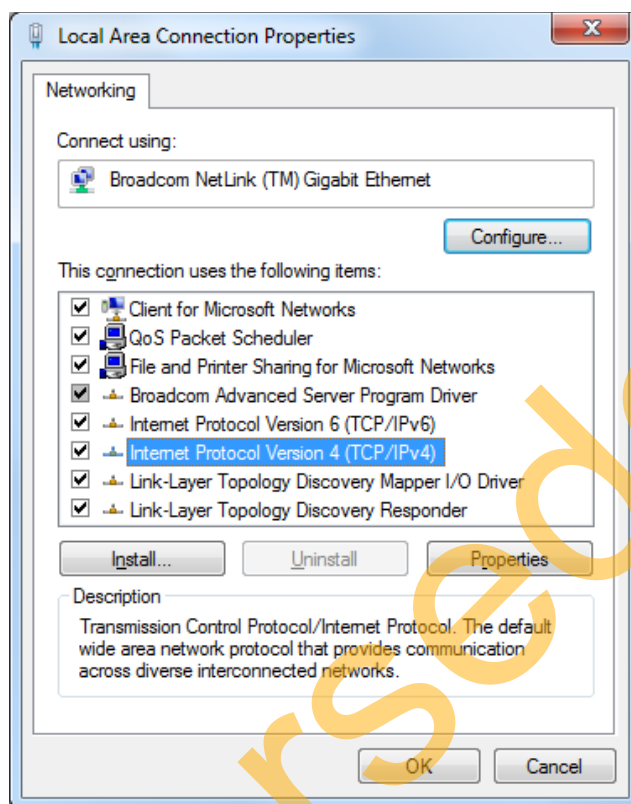 Local Area Connection Properties
Networking
Connect using:
Broadcom NetLink (TM) Gigabit Ethernet
Configure...
This connection uses the following items:
Client for Microsoft Networks
QoS Packet Scheduler
File and Printer Sharing for Microsoft Networks
Broadcom Advanced Server Program Driver
Internet Protocol Version 6 (TCP/IPv6)
Internet Protocol Version 4 (TCP/IPv4)
Link-Layer Topology Discovery Mapper I/O Driver
Link-Layer Topology Discovery Responder
Install... Uninstall Properties
Description
Transmission Control Protocol/Internet Protocol. The default
wide area network protocol that provides communication
across diverse interconnected networks.
OK Cancel
rsed